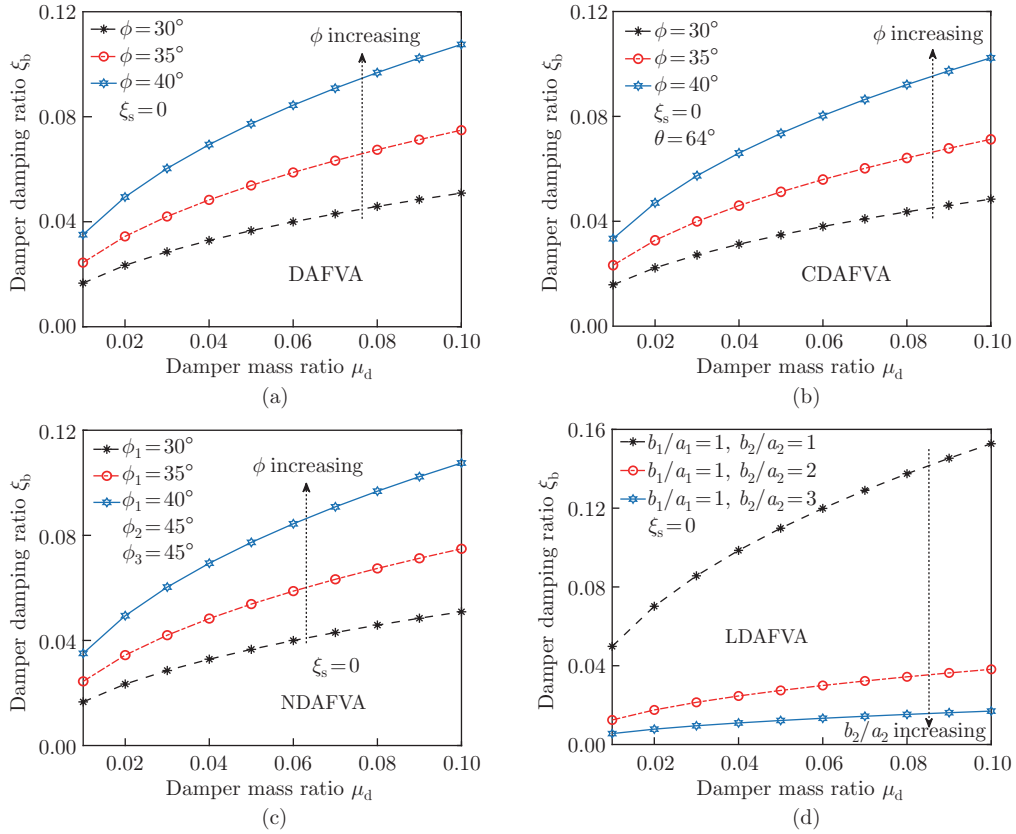 0.12
0.08
0.04
0.00
Damper damping ratio ξb
ϕ=30°
ϕ=35°
ϕ=40°
ξs=0
ϕ increasing
DAFVA
0.02 0.04 0.06 0.08 0.10
Damper mass ratio μd
(a)
0.12
0.08
0.04
0.00
Damper damping ratio ξb
ϕ=30°
ϕ=35°
ϕ=40°
ξs=0
θ=64°
ϕ increasing
CDAFVA
0.02 0.04 0.06 0.08 0.10
Damper mass ratio μd
(b)
0.12
0.08
0.04
0.00
Damper damping ratio ξb
ϕ1=30°
ϕ1=35°
ϕ1=40°
ϕ2=45°
ϕ3=45°
ϕ increasing
ξs=0
NDAFVA
0.02 0.04 0.06 0.08 0.10
Damper mass ratio μd
(c)
0.16
0.12
0.08
0.04
0.00
Damper damping ratio ξb
b1/a1=1, b2/a2=1
b1/a1=1, b2/a2=2
b1/a1=1, b2/a2=3
ξs=0
LDAFVA
b2/a2 increasing
0.02 0.04 0.06 0.08 0.10
Damper mass ratio μd
(d)